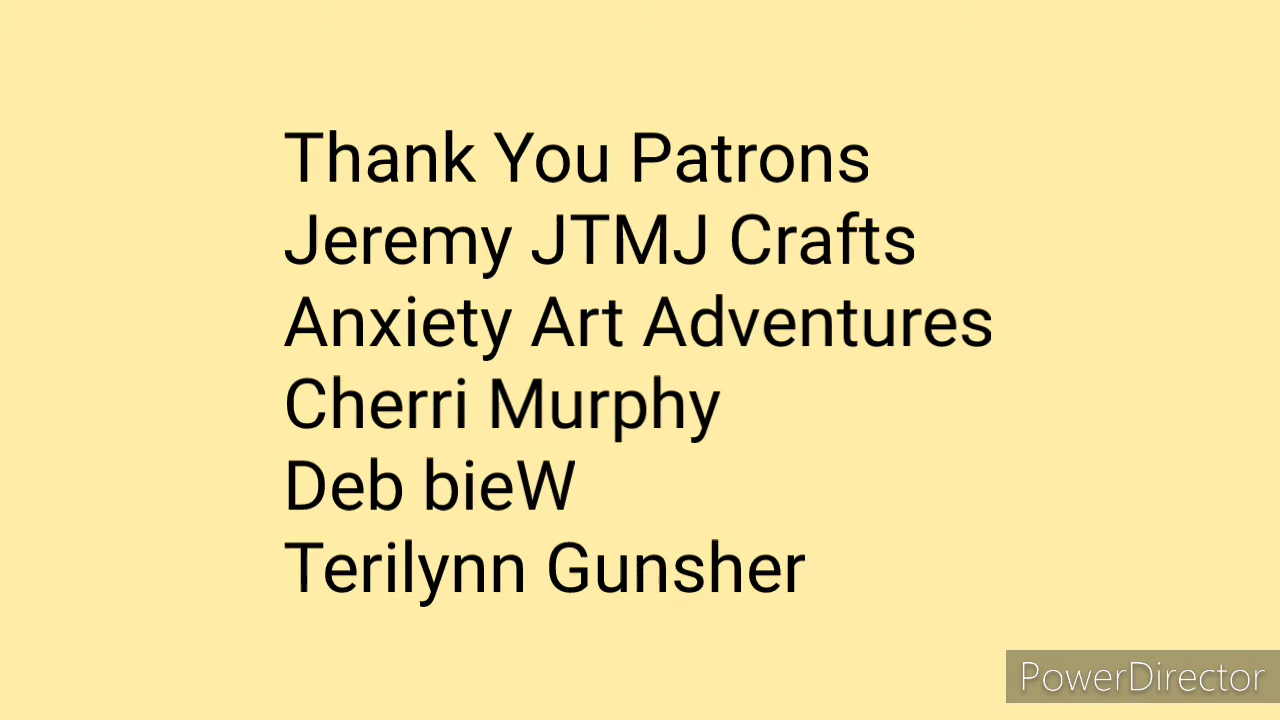 Thank You Patrons
Jeremy JTMJ Crafts
Anxiety Art Adventures
Cherri Murphy
Deb bieW
Terilynn Gunsher
PowerDirector